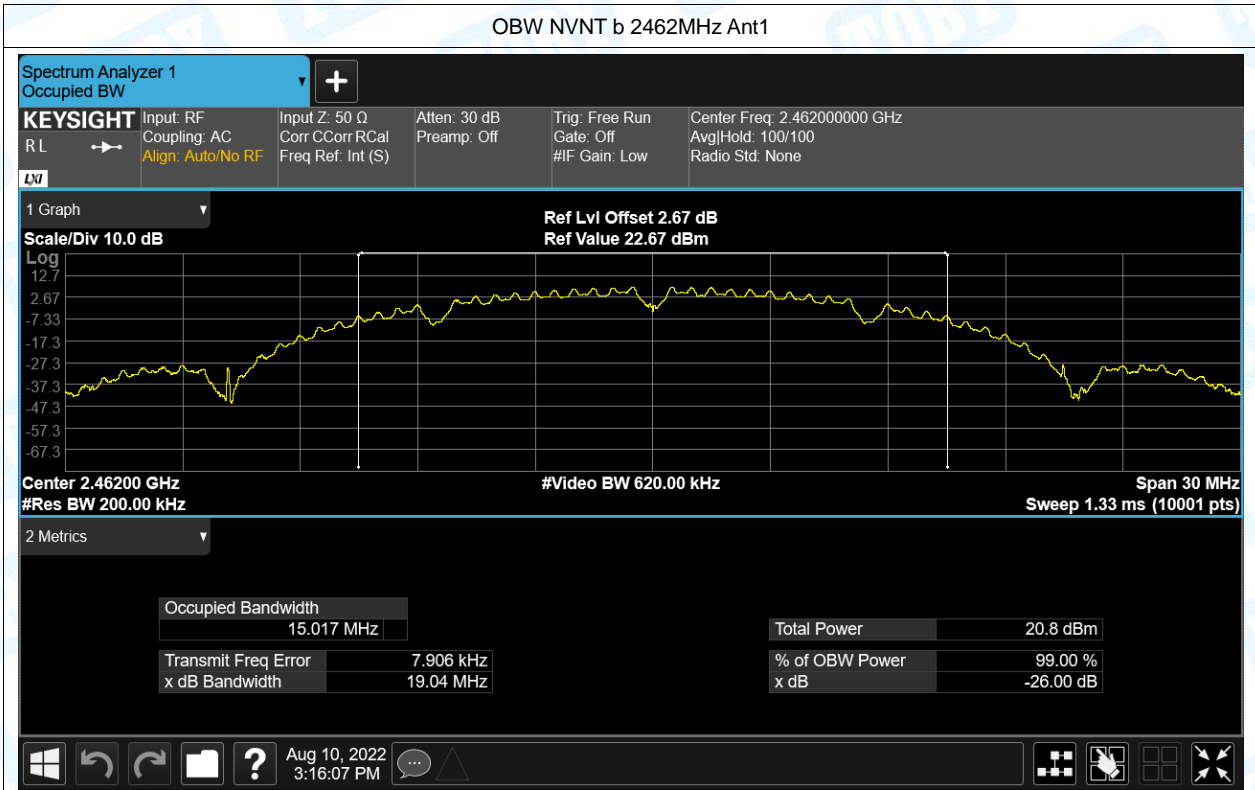 OBW NVNT b 2462MHz Ant1
Spectrum Analyzer 1
Occupied BW
KEYSIGHT
RL
LXI
Input: RF
Coupling: AC
Align: Auto/No RF
Input Z: 50 Ω
Corr CCorr RCal
Freq Ref: Int (S)
Atten: 30 dB
Preamp: Off
Trig: Free Run
Gate: Off
#IF Gain: Low
Center Freq: 2.462000000 GHz
Avg|Hold: 100/100
Radio Std: None
1 Graph
Scale/Div 10.0 dB
Ref Lvl Offset 2.67 dB
Ref Value 22.67 dBm
Log
12.7
2.67
-7.33
-17.3
-27.3
-37.3
-47.3
-57.3
-67.3
Center 2.46200 GHz
#Res BW 200.00 kHz
#Video BW 620.00 kHz
Span 30 MHz
Sweep 1.33 ms (10001 pts)
2 Metrics
Occupied Bandwidth
15.017 MHz
Transmit Freq Error 7.906 kHz
x dB Bandwidth 19.04 MHz
Total Power 20.8 dBm
% of OBW Power 99.00 %
x dB -26.00 dB
Aug 10, 2022
3:16:07 PM